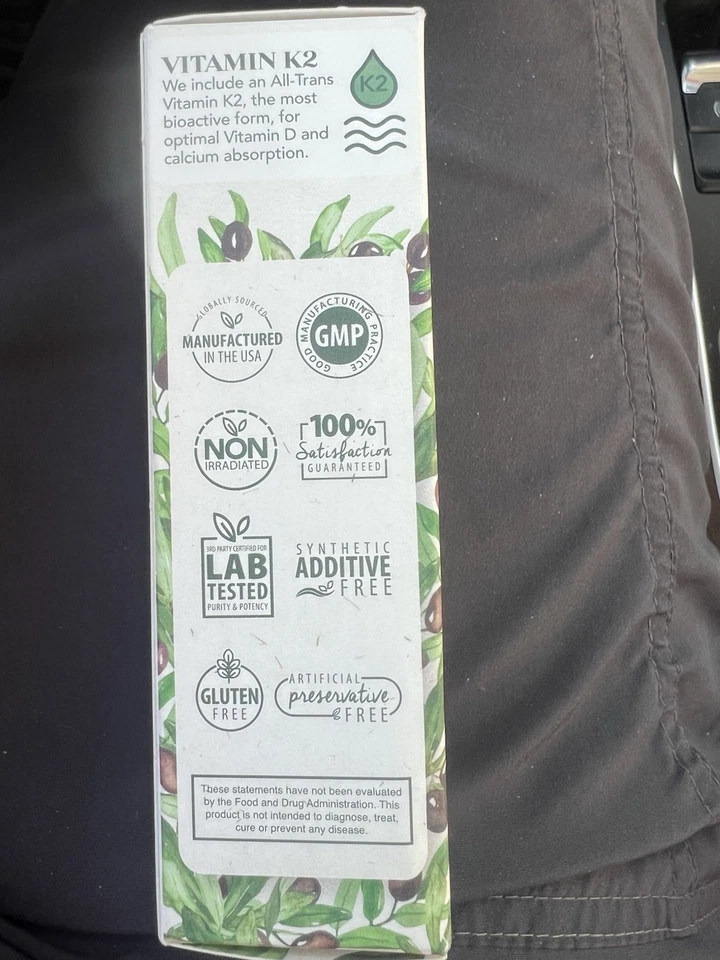 VITAMIN K2
We include an All-Trans
Vitamin K2, the most
bioactive form, for
optimal Vitamin D and
calcium absorption.
K2
GLOBALLY SOURCED
MANUFACTURED
IN THE USA
GOOD MANUFACTURING PRACTICE
GMP
NON
IRRADIATED
100%
Satisfaction
GUARANTEED
3RD PARTY CERTIFIED FOR
LAB
TESTED
PURITY & POTENCY
SYNTHETIC
ADDITIVE
FREE
GLUTEN
FREE
ARTIFICIAL
preservative
FREE
These statements have not been evaluated
by the Food and Drug Administration. This
product is not intended to diagnose, treat,
cure or prevent any disease.